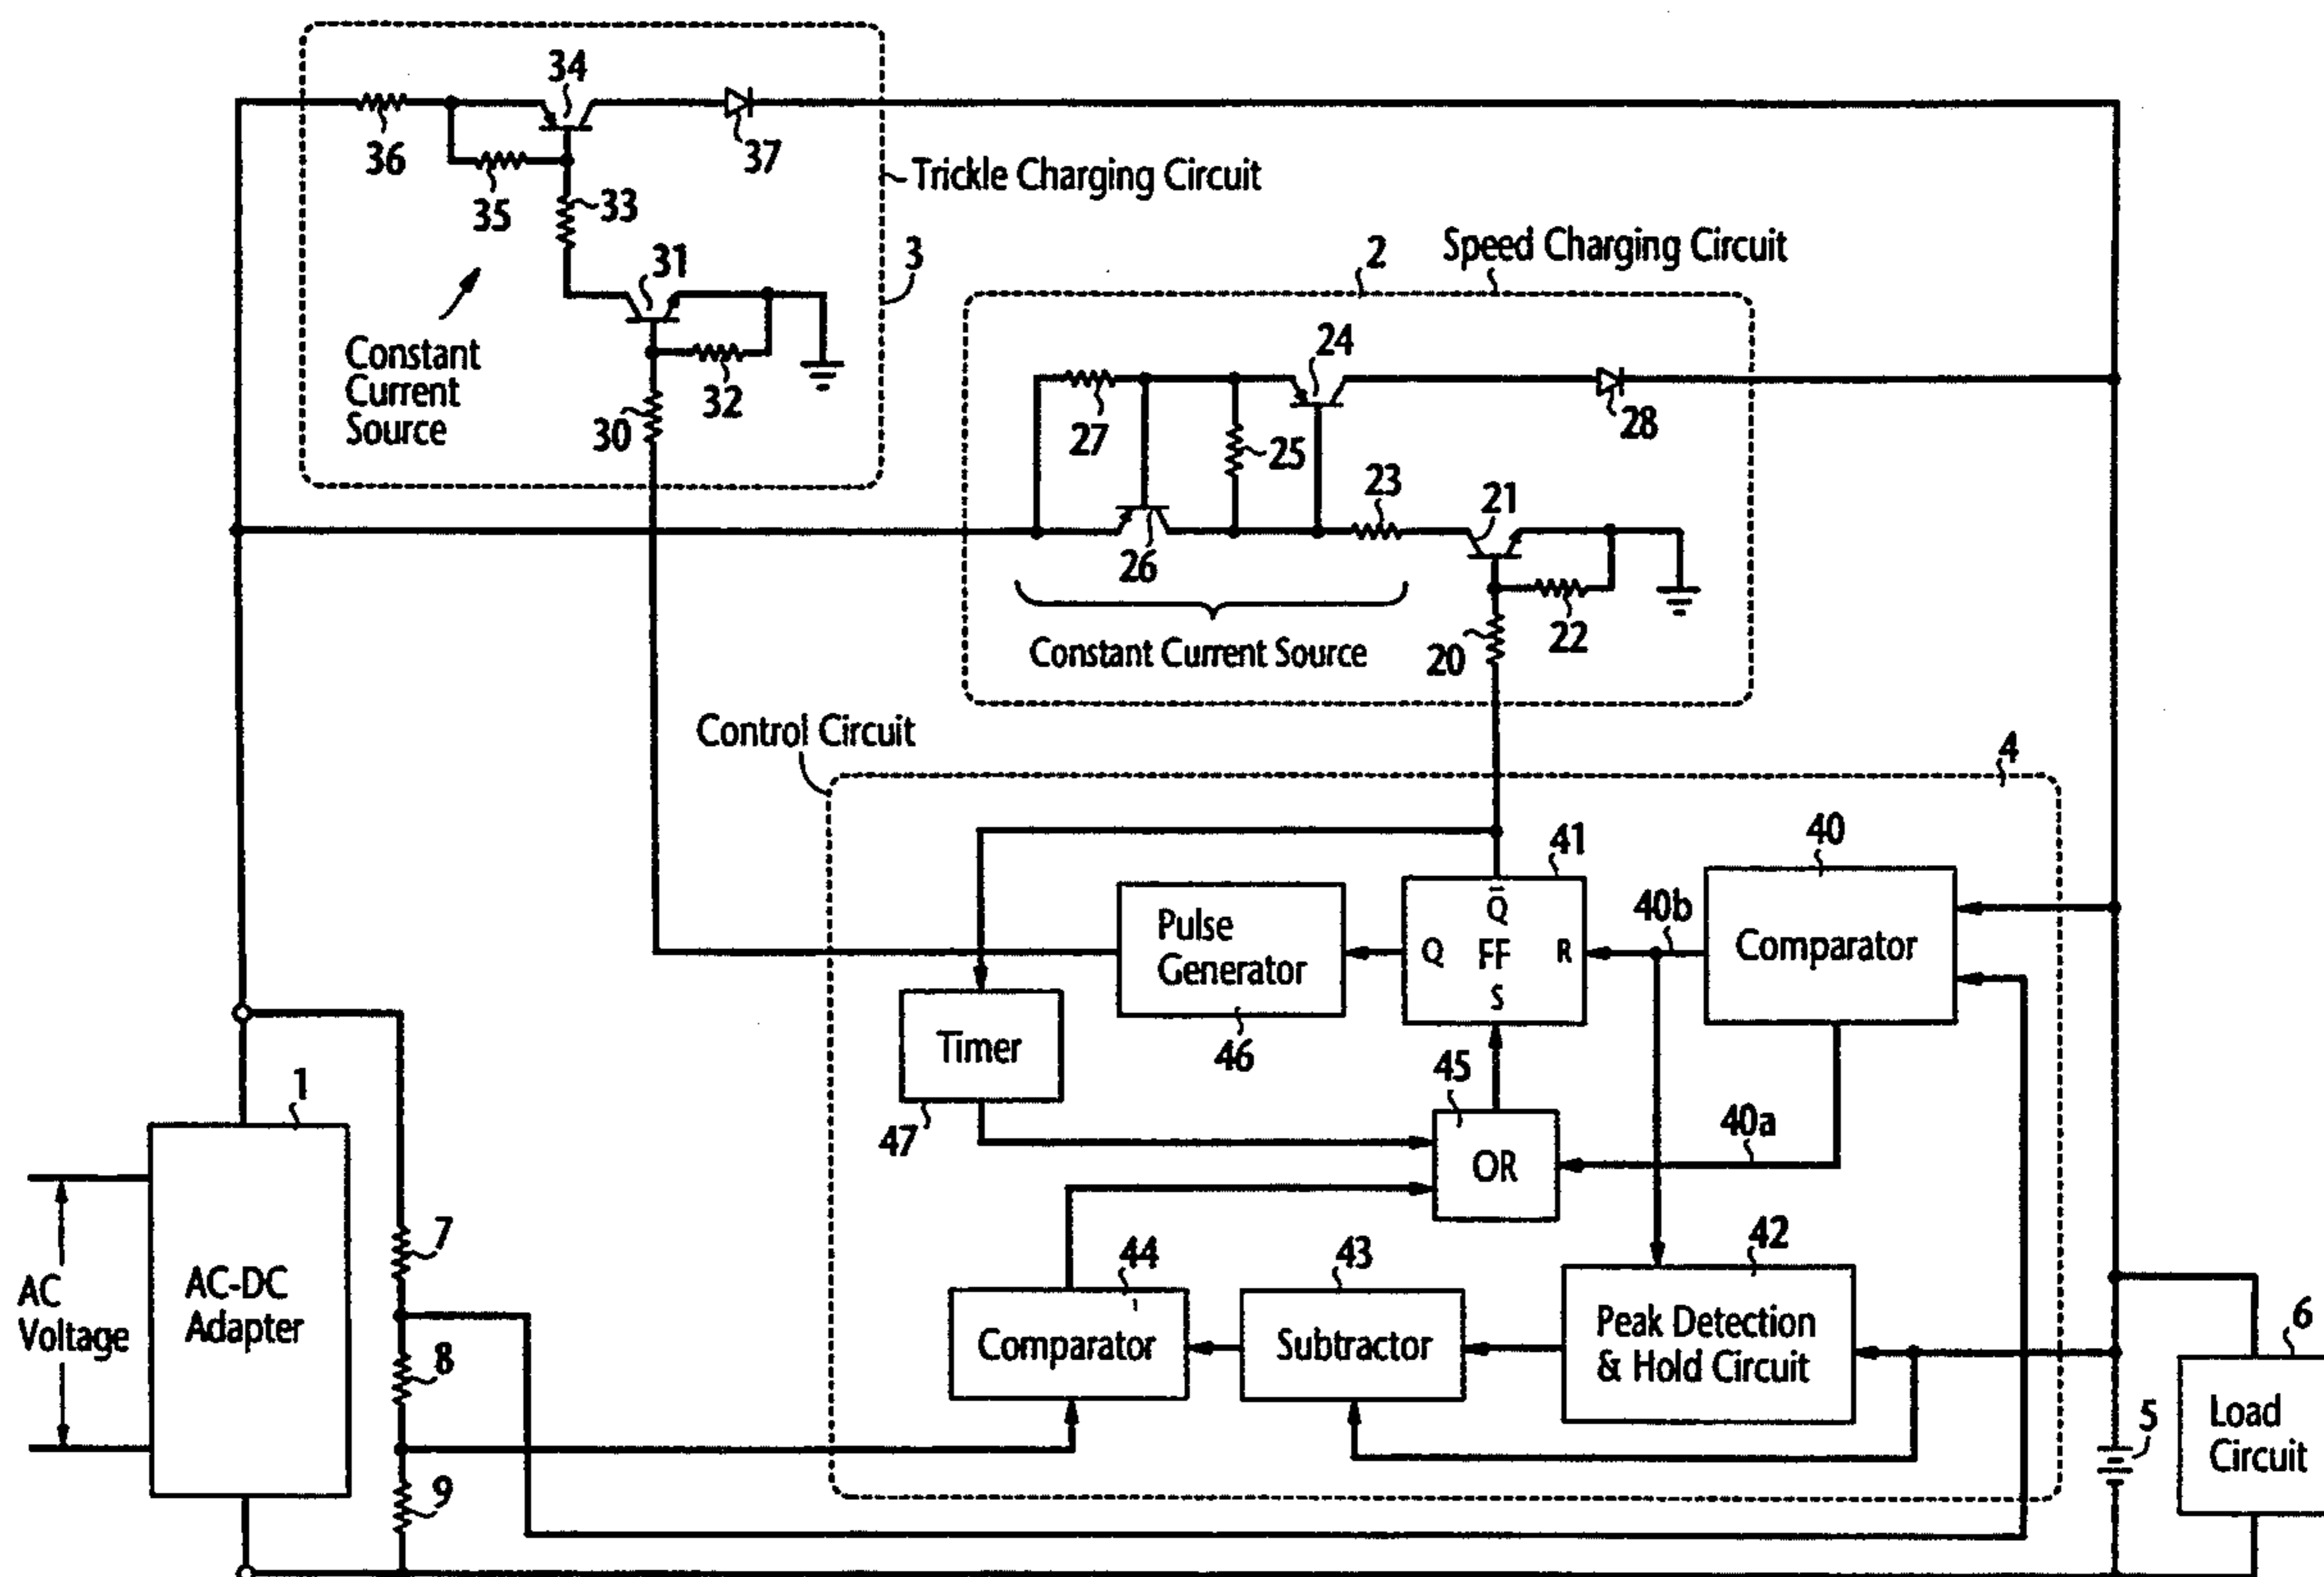 34
36
37
35
33
Trickle Charging Circuit
31
3
Constant
Current
Source
32
30
2
Speed Charging Circuit
24
27
25
28
23
21
26
22
20
Constant Current Source
Control Circuit
4
41
40
Q̄
Q FF R
S
40b
Comparator
Pulse
Generator
46
Timer
47
45
OR
40a
1
AC-DC
Adapter
AC
Voltage
7
8
9
44
Comparator
43
Subtractor
42
Peak Detection
& Hold Circuit
5
6
Load
Circuit